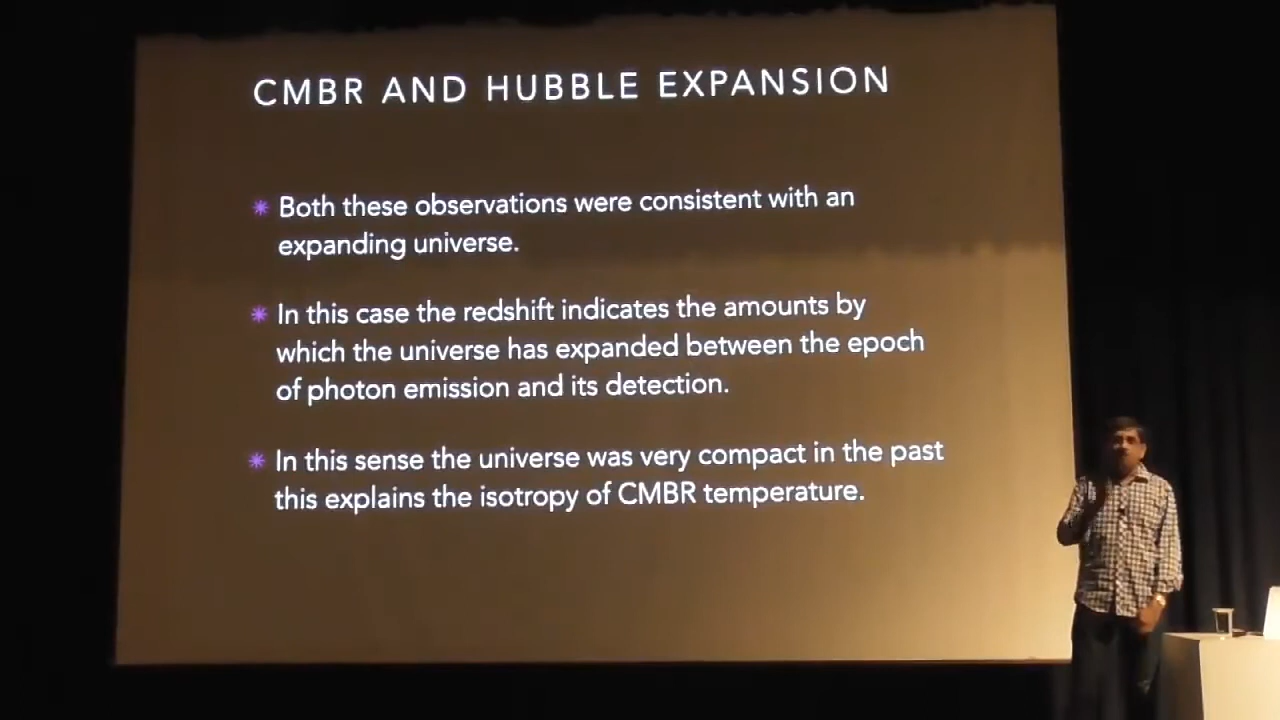 CMBR AND HUBBLE EXPANSION
Both these observations were consistent with an
expanding universe.
In this case the redshift indicates the amounts by
which the universe has expanded between the epoch
of photon emission and its detection.
In this sense the universe was very compact in the past
this explains the isotropy of CMBR temperature.